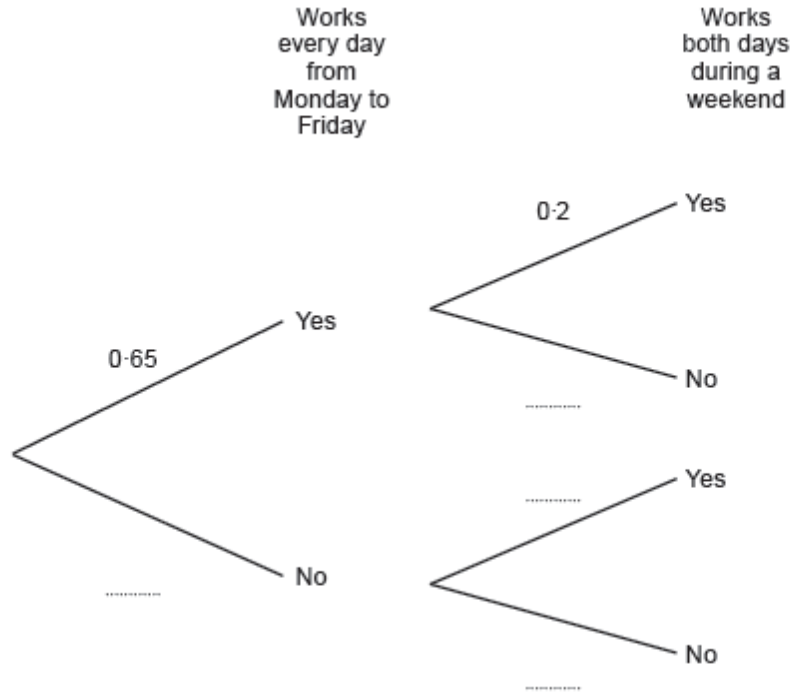 Works
every day
from
Monday to
Friday
Works
both days
during a
weekend
0·65
Yes
No
0·2
Yes
No
Yes
No